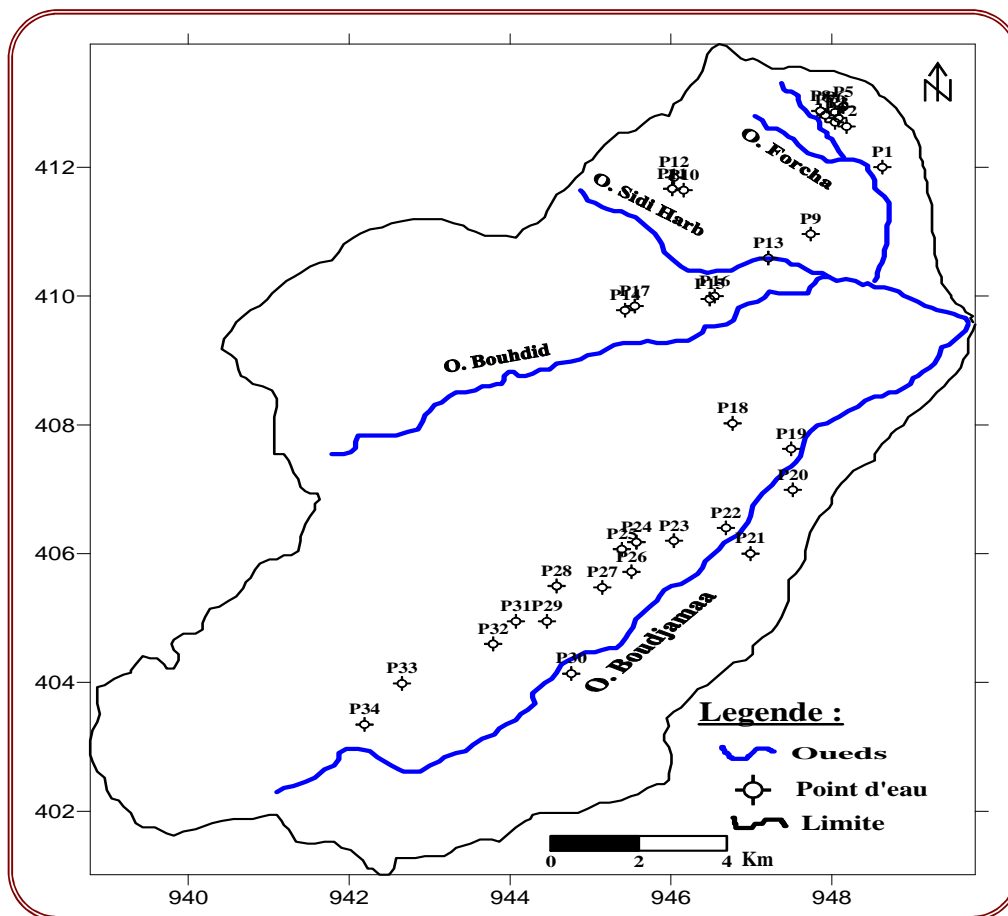 P5
P2
P1
O. Forcha
412
P12
P10
O. Sidi Harb
P9
P13
410
P16
P15
P17
P14
O. Bouhdid
408
P18
P19
P20
P22
P21
P23
P24
P25
P26
406
P28
P27
P31
P29
P32
P30
O. Boudjamaa
404
P33
P34
Legende :
Oueds
Point d'eau
Limite
402
0 2 4 Km
940 942 944 946 948